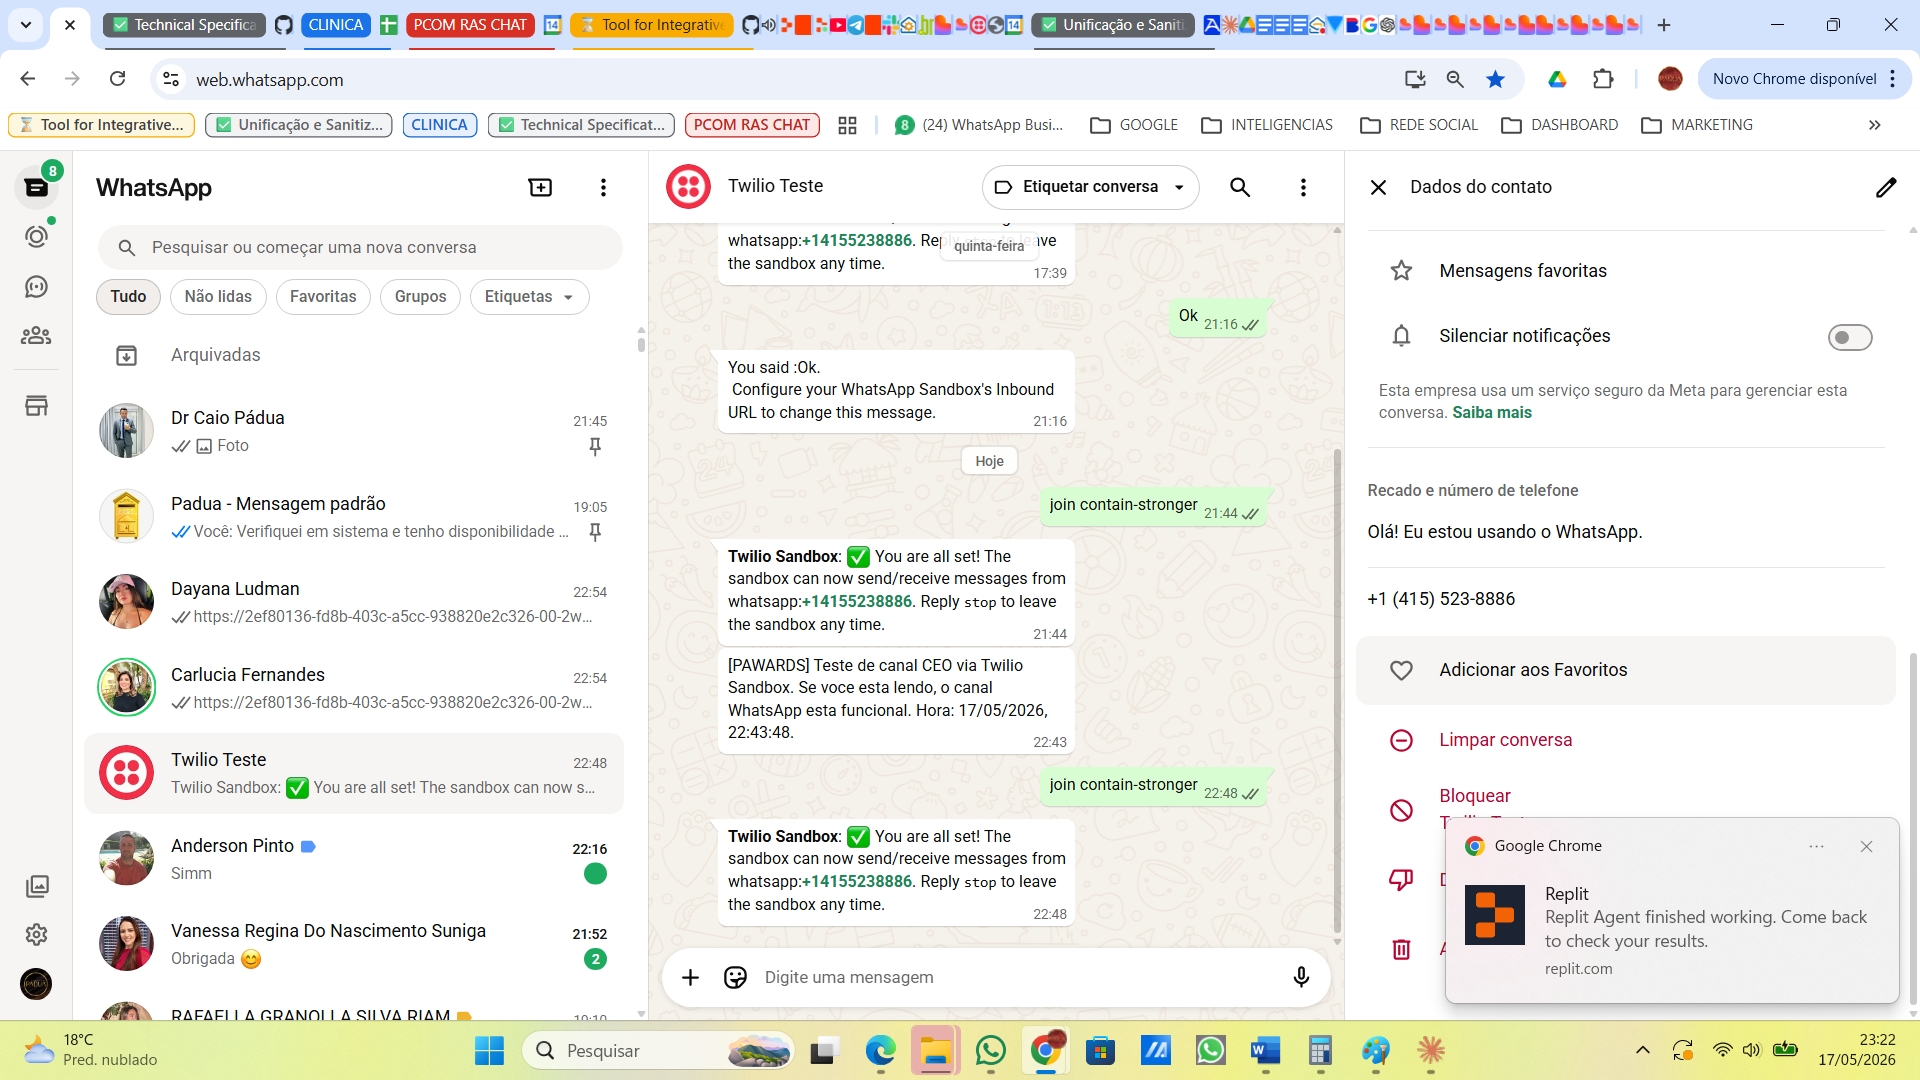 Technical Specifica
CLINICA
PCOM RAS CHAT
Tool for Integrative
Unificação e Saniti
web.whatsapp.com
Novo Chrome disponível
Tool for Integrative...
Unificação e Sanitiz...
CLINICA
Technical Specificat...
PCOM RAS CHAT
(24) WhatsApp Busi...
GOOGLE
INTELIGENCIAS
REDE SOCIAL
DASHBOARD
MARKETING
8
WhatsApp
Pesquisar ou começar uma nova conversa
Tudo
Não lidas
Favoritas
Grupos
Etiquetas
Arquivadas
Dr Caio Pádua
21:45
Foto
Padua - Mensagem padrão
19:05
Você: Verifiquei em sistema e tenho disponibilidade ...
Dayana Ludman
22:54
https://2ef80136-fd8b-403c-a5cc-938820e2c326-00-2w...
Carlucia Fernandes
22:54
https://2ef80136-fd8b-403c-a5cc-938820e2c326-00-2w...
Twilio Teste
22:48
Twilio Sandbox: ✅ You are all set! The sandbox can now s...
Anderson Pinto
22:16
Simm
Vanessa Regina Do Nascimento Suniga
21:52
Obrigada 😊
2
RAFAELLA GRANOLLA SILVA RIAM
19:10
Twilio Teste
Etiquetar conversa
quinta-feira
whatsapp:+14155238886. Reply
leave
the sandbox any time.
17:39
Ok
21:16
You said :Ok.
Configure your WhatsApp Sandbox's Inbound
URL to change this message.
21:16
Hoje
join contain-stronger
21:44
Twilio Sandbox: ✅ You are all set! The
sandbox can now send/receive messages from
whatsapp:+14155238886. Reply stop to leave
the sandbox any time.
21:44
[PAWARDS] Teste de canal CEO via Twilio
Sandbox. Se voce esta lendo, o canal
WhatsApp esta funcional. Hora: 17/05/2026,
22:43:48.
22:43
join contain-stronger
22:48
Twilio Sandbox: ✅ You are all set! The
sandbox can now send/receive messages from
whatsapp:+14155238886. Reply stop to leave
the sandbox any time.
22:48
Digite uma mensagem
Dados do contato
Mensagens favoritas
Silenciar notificações
Esta empresa usa um serviço seguro da Meta para gerenciar esta
conversa. Saiba mais
Recado e número de telefone
Olá! Eu estou usando o WhatsApp.
+1 (415) 523-8886
Adicionar aos Favoritos
Limpar conversa
Bloquear
Google Chrome
Replit
Replit Agent finished working. Come back
to check your results.
replit.com
18°C
Pred. nublado
Pesquisar
23:22
17/05/2026